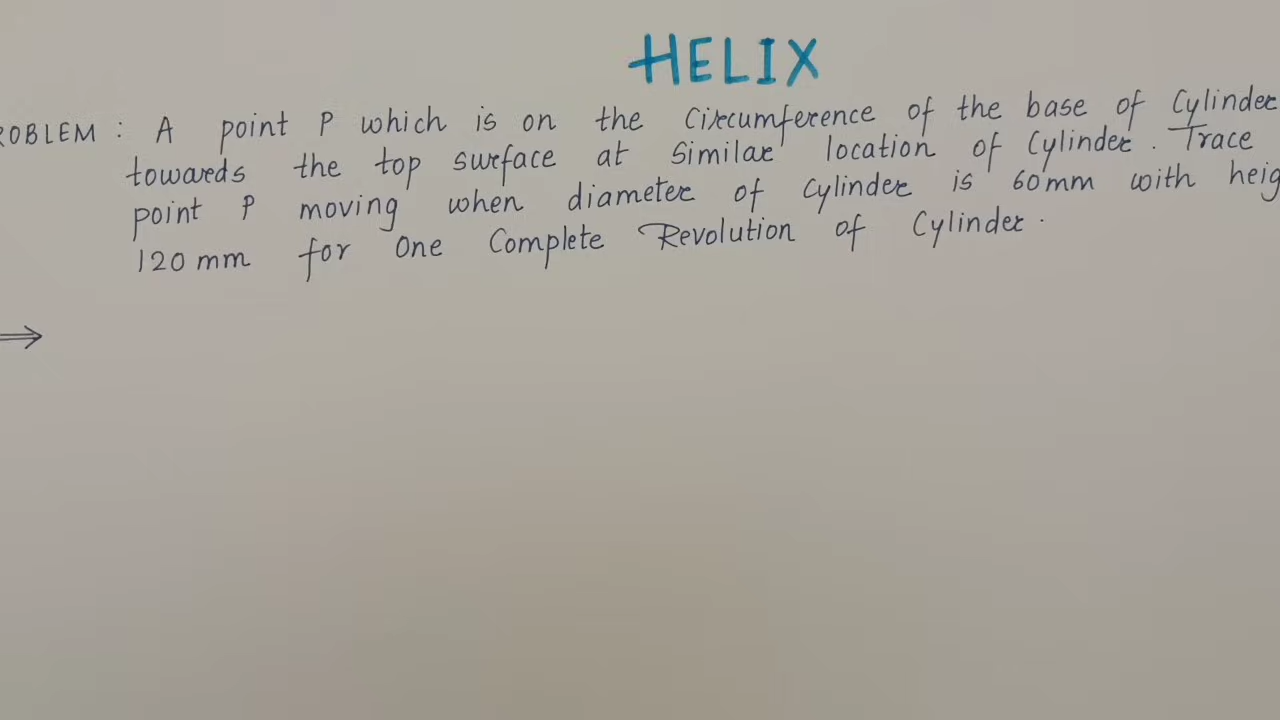 HELIX
ROBLEM : A point P which is on the Circumference of the base of Cylinder
towards the top surface at similar location of Cylinder. Trace
point P moving when diameter of Cylinder is 60mm with heig
120 mm for One Complete Revolution of Cylinder.
⇒